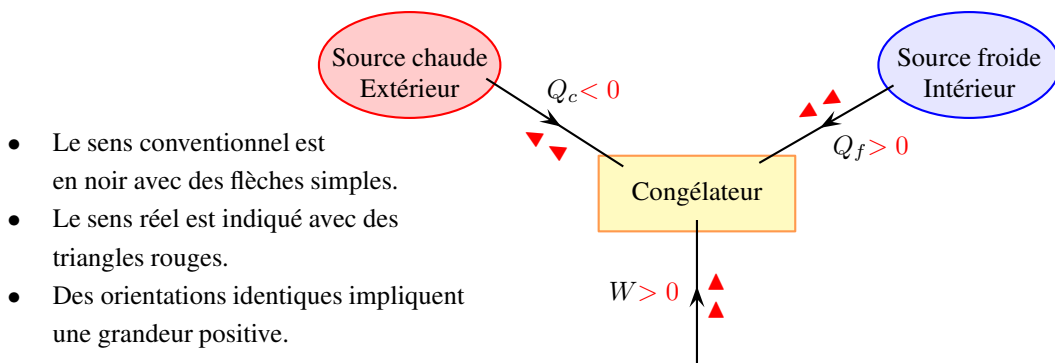 Source chaude
Extérieur
Source froide
Intérieur
Q_c < 0
Q_f > 0
• Le sens conventionnel est
en noir avec des flèches simples.
• Le sens réel est indiqué avec des
triangles rouges.
• Des orientations identiques impliquent
une grandeur positive.
Congélateur
W > 0